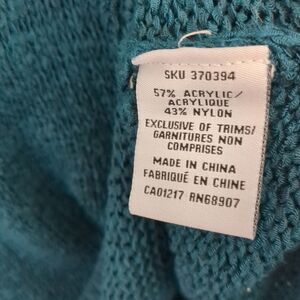 SKU 370394
57% ACRYLIC/
ACRYLIQUE
43% NYLON
EXCLUSIVE OF TRIMS/
GARNITURES NON
COMPRISES
MADE IN CHINA
FABRIQUÉ EN CHINE
CA01217 RN68907